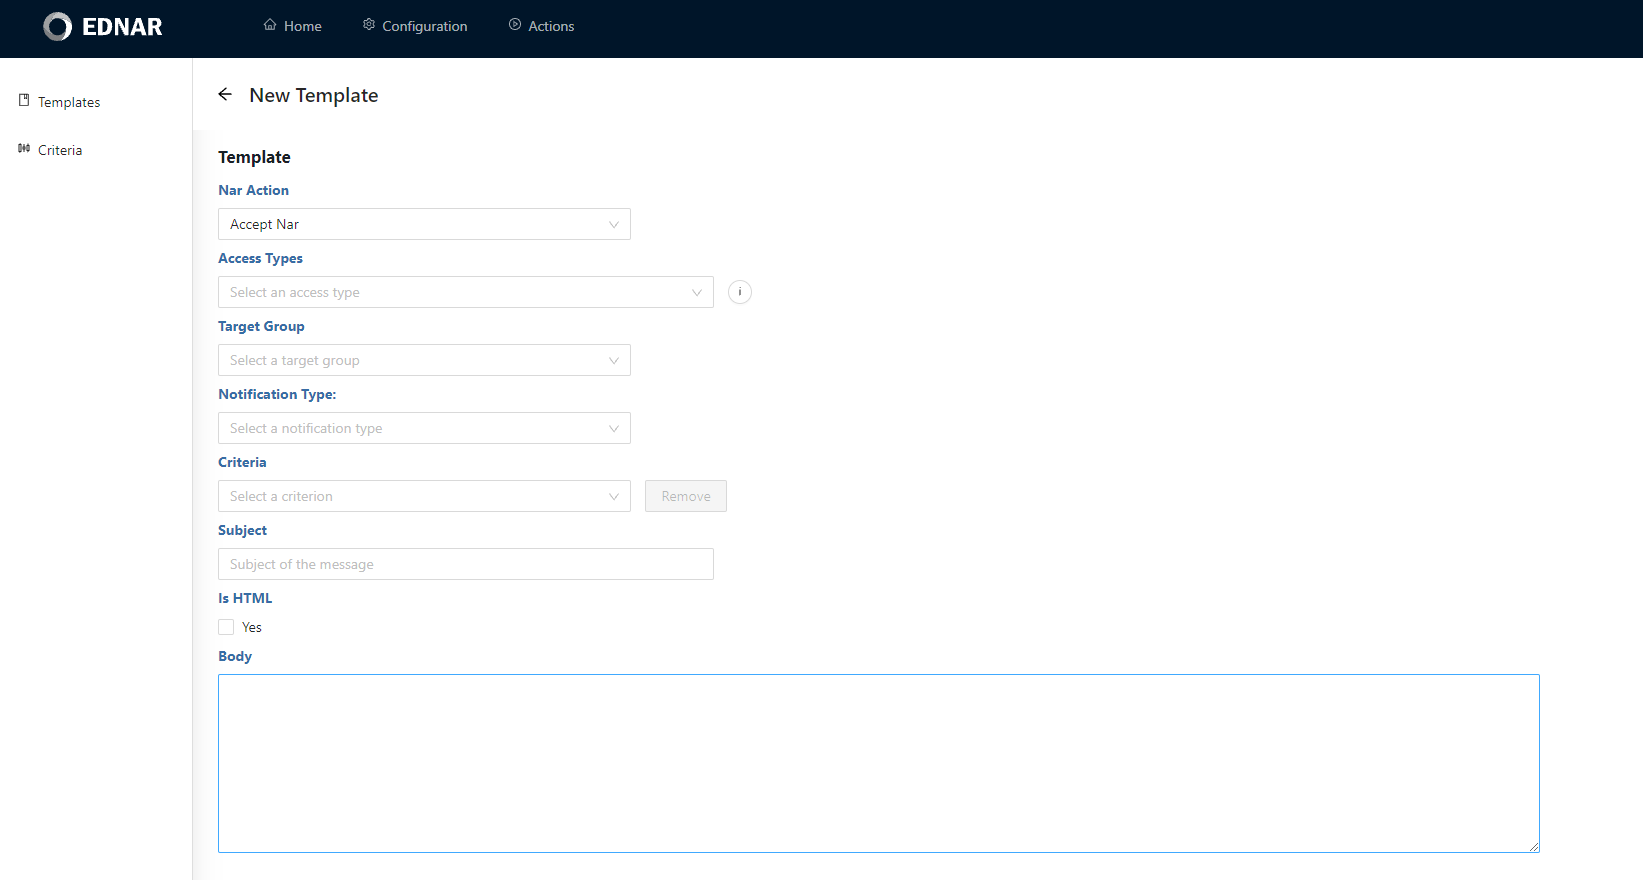 EDNAR
Home
Configuration
Actions
Templates
Criteria
New Template
Template
Nar Action
Accept Nar
Access Types
Select an access type
i
Target Group
Select a target group
Notification Type:
Select a notification type
Criteria
Select a criterion
Remove
Subject
Subject of the message
Is HTML
Yes
Body